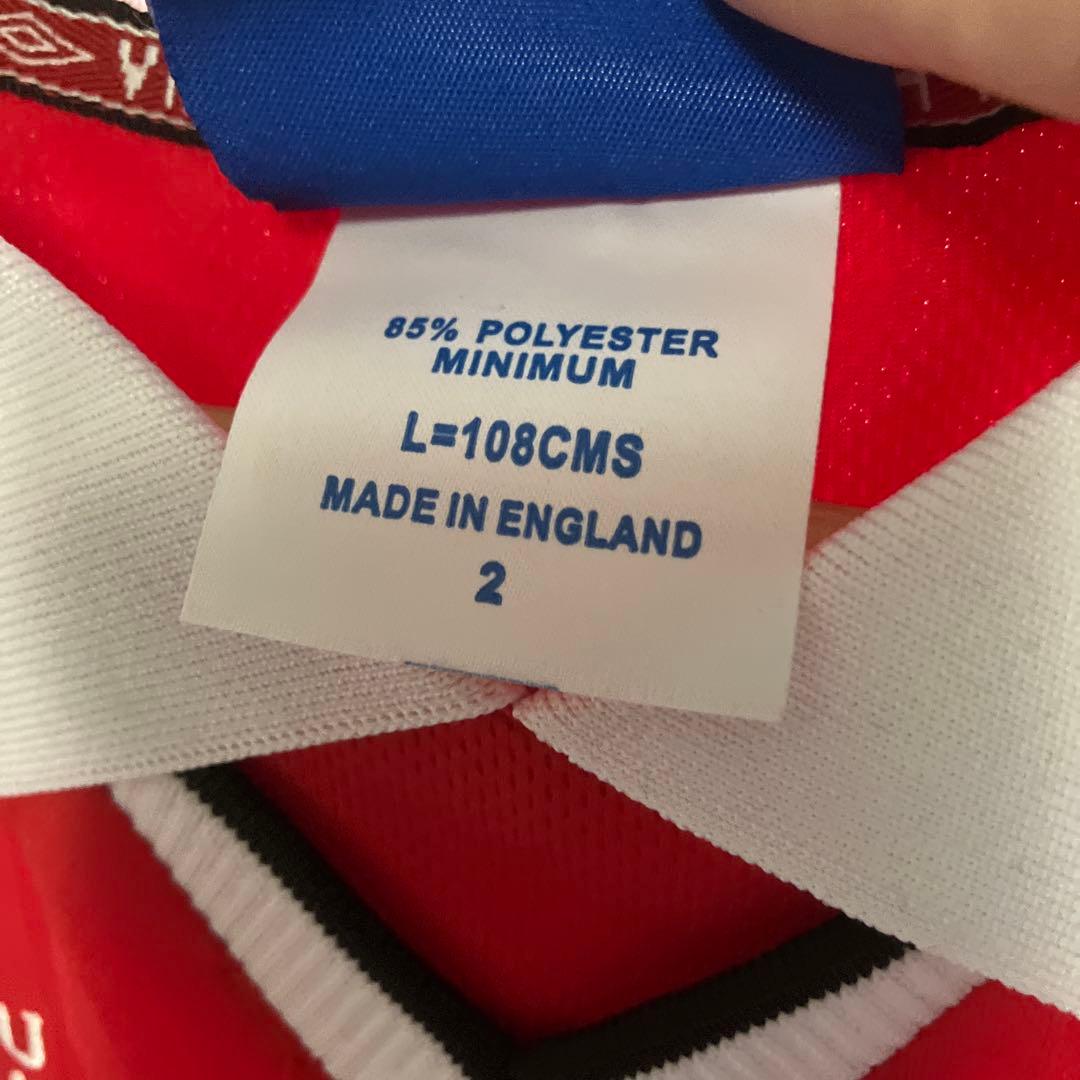 85% POLYESTER
MINIMUM
L=108CMS
MADE IN ENGLAND
2